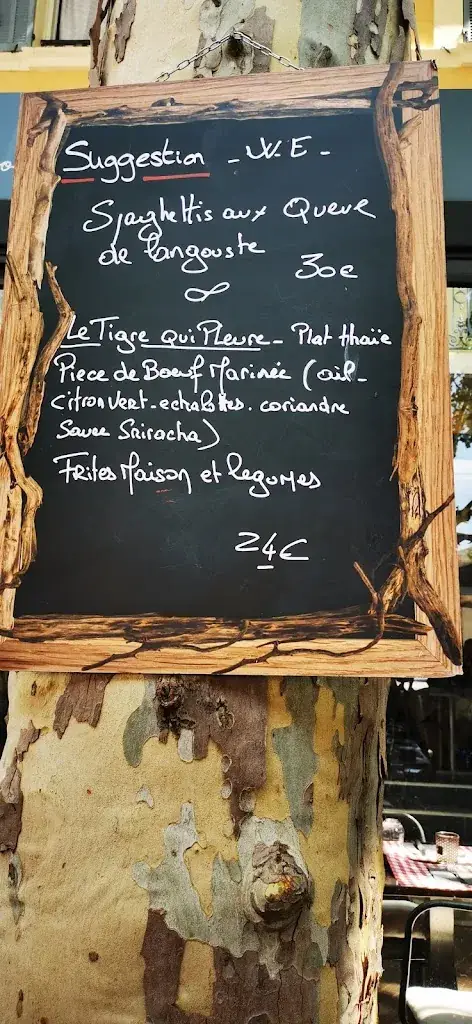 Suggestion - W.E -
Spaghettis aux Queue
de langouste
30€
Le Tigre qui Pleure - Plat thaïe
Piece de Boeuf Marinée (ail-
citron vert - echalottes. coriandre
Sauce Sriracha)
Frites Maison et legumes
24€